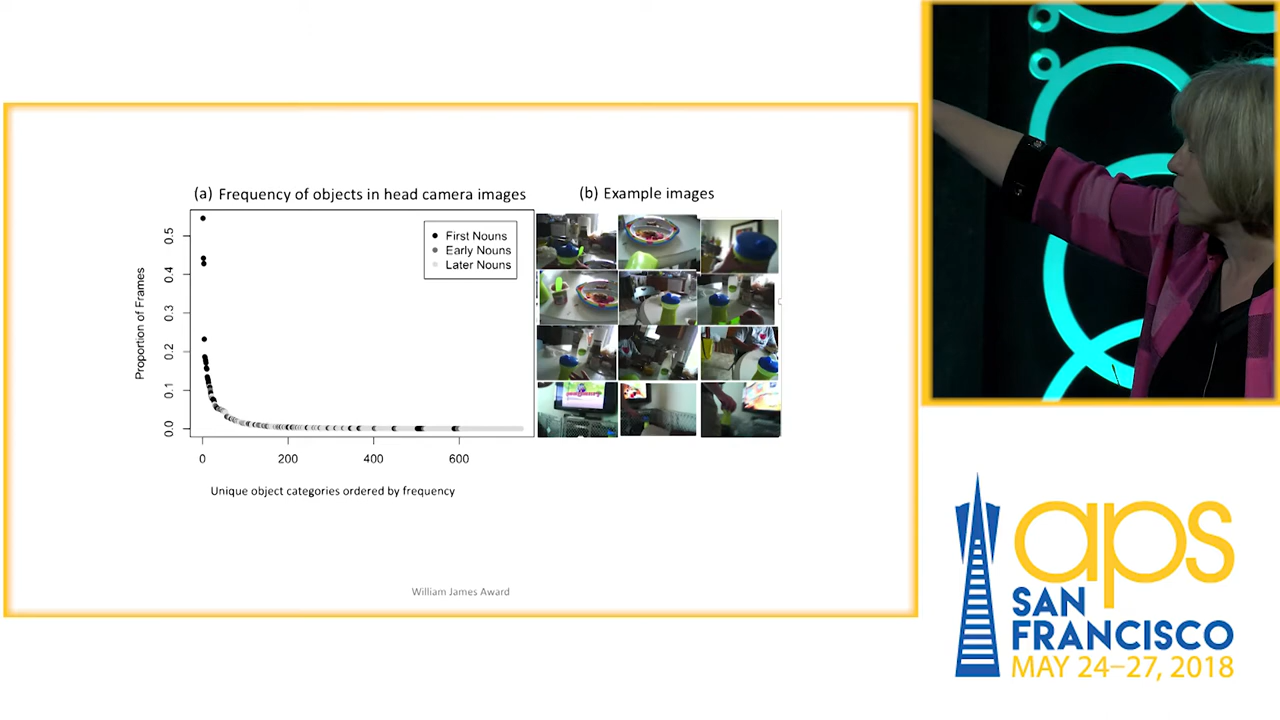 (a) Frequency of objects in head camera images
(b) Example images
First Nouns
Early Nouns
Later Nouns
Proportion of Frames
0.5
0.4
0.3
0.2
0.1
0.0
0 200 400 600
Unique object categories ordered by frequency
William James Award
aps
SAN
FRANCISCO
MAY 24–27, 2018